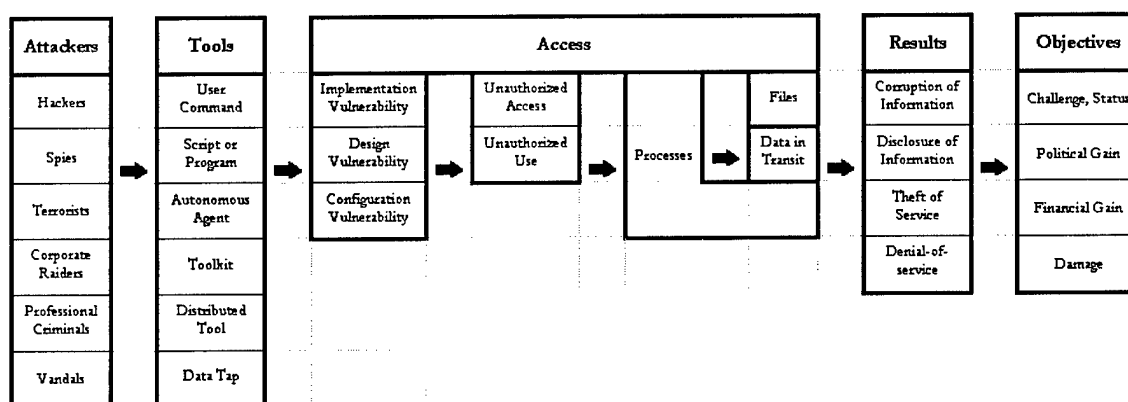 Attackers
Hackers
Spies
Terrorists
Corporate
Raiders
Professional
Criminals
Vandals
Tools
User
Command
Script or
Program
Autonomous
Agent
Toolkit
Distributed
Tool
Data Tap
Access
Implementation
Vulnerability
Design
Vulnerability
Configuration
Vulnerability
Unauthorized
Access
Unauthorized
Use
Processes
Files
Data in
Transit
Results
Corruption of
Information
Disclosure of
Information
Theft of
Service
Denial-of-
service
Objectives
Challenge, Status
Political Gain
Financial Gain
Damage